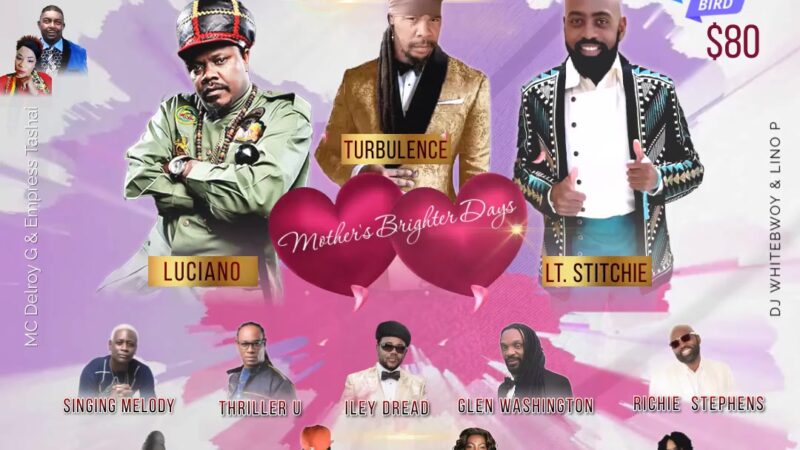 BIRD
$80
MC Delroy G & Empress Tashai
DJ WHITEBWOY & LINO P
TURBULENCE
Mother's Brighter Days
LUCIANO
LT. STITCHIE
SINGING MELODY
THRILLER U
ILEY DREAD
GLEN WASHINGTON
RICHIE STEPHENS